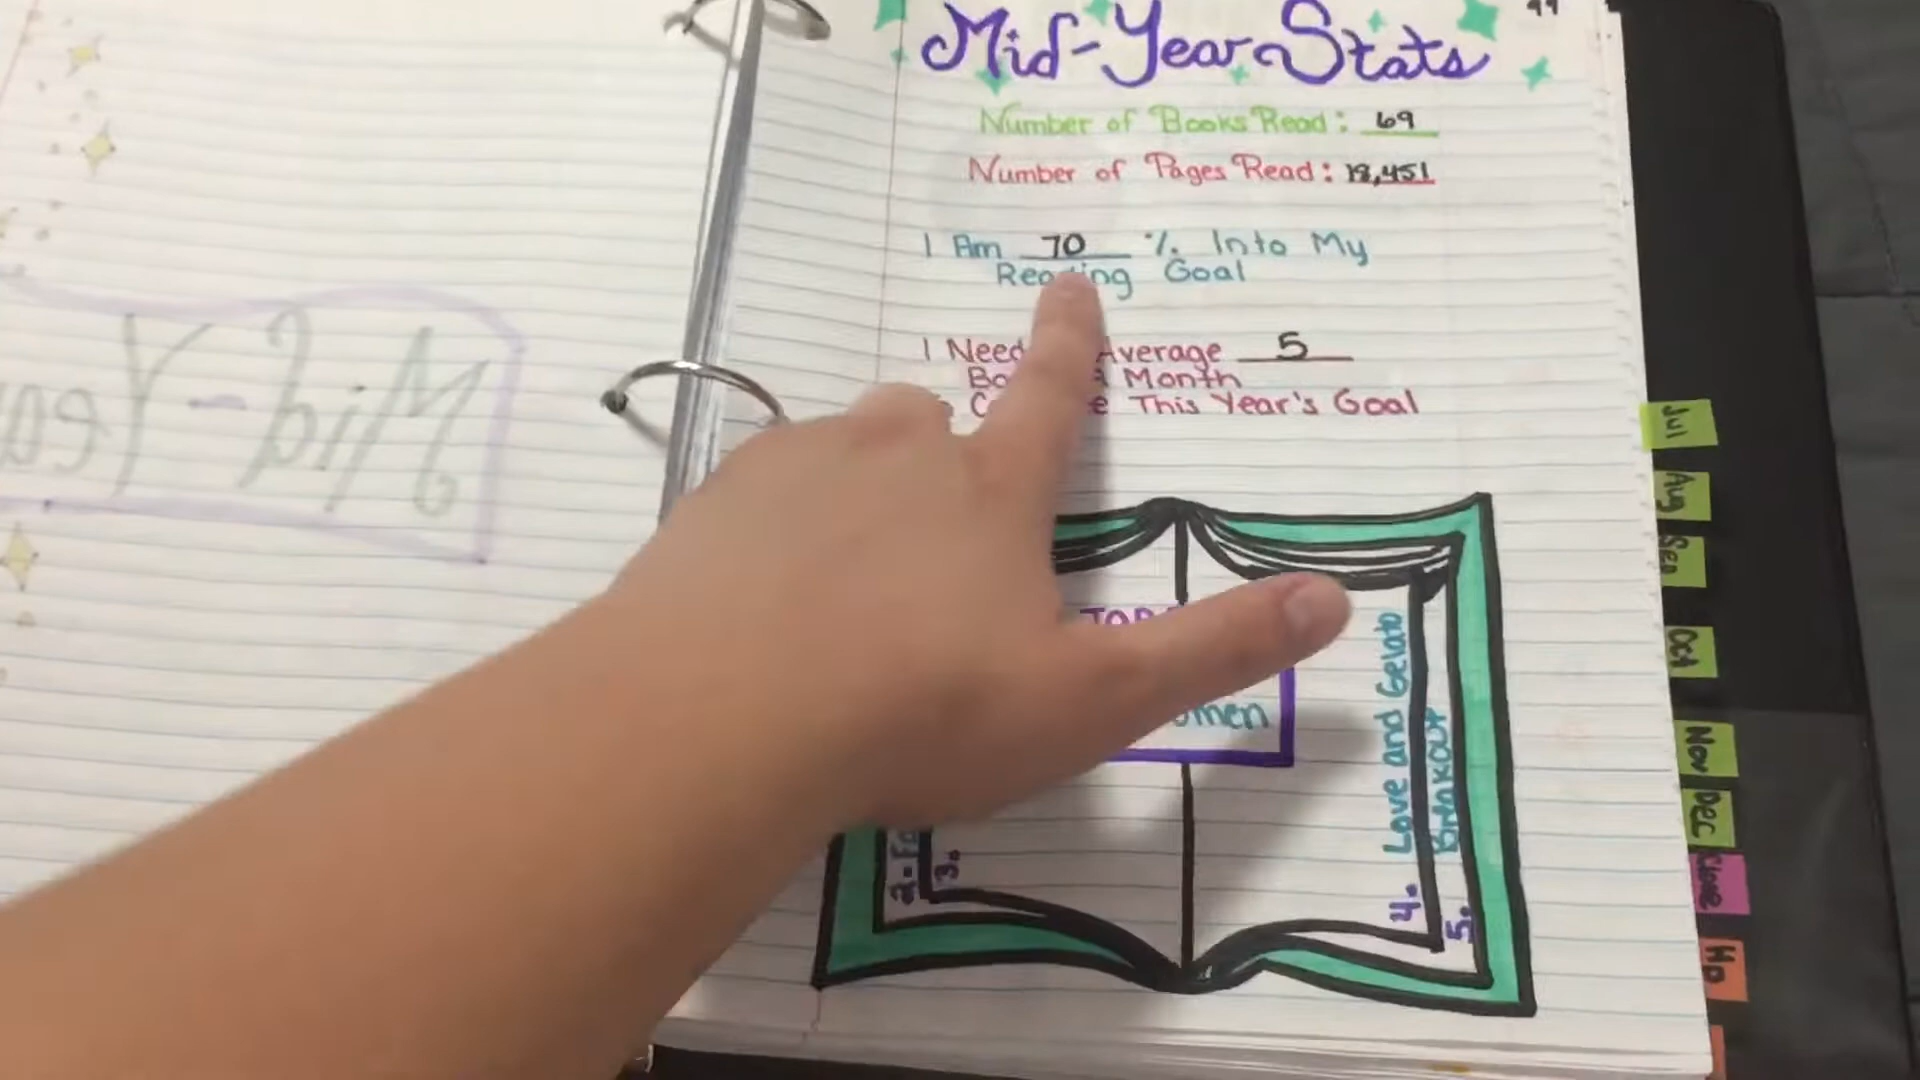 Mid-Year Stats
Number of Books Read: 69
Number of Pages Read: 18,451
I Am 70 % Into My
Reading Goal
I Need Average 5
Month
This Year's Goal
2.
3.
4. Love and Gelato
5. Breakout
Jul
Aug
Sep
Oct
Nov
Dec
Mid-Year